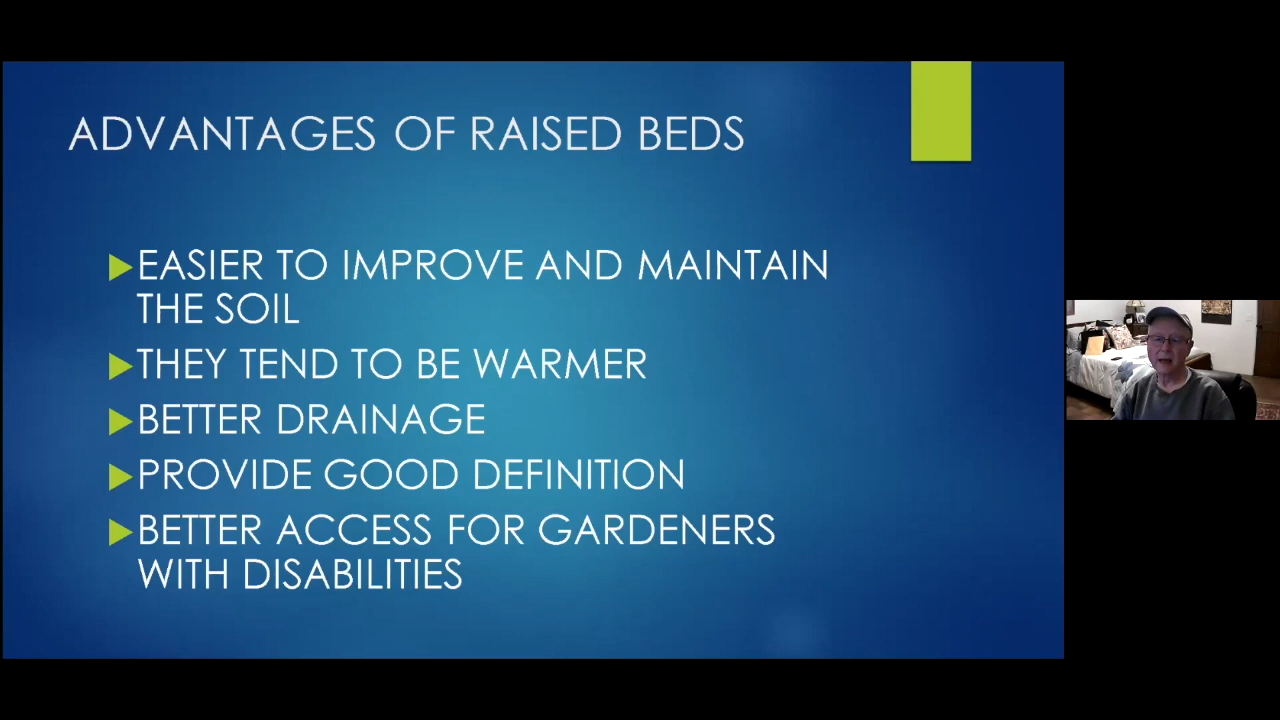 ADVANTAGES OF RAISED BEDS
EASIER TO IMPROVE AND MAINTAIN
THE SOIL
THEY TEND TO BE WARMER
BETTER DRAINAGE
PROVIDE GOOD DEFINITION
BETTER ACCESS FOR GARDENERS
WITH DISABILITIES